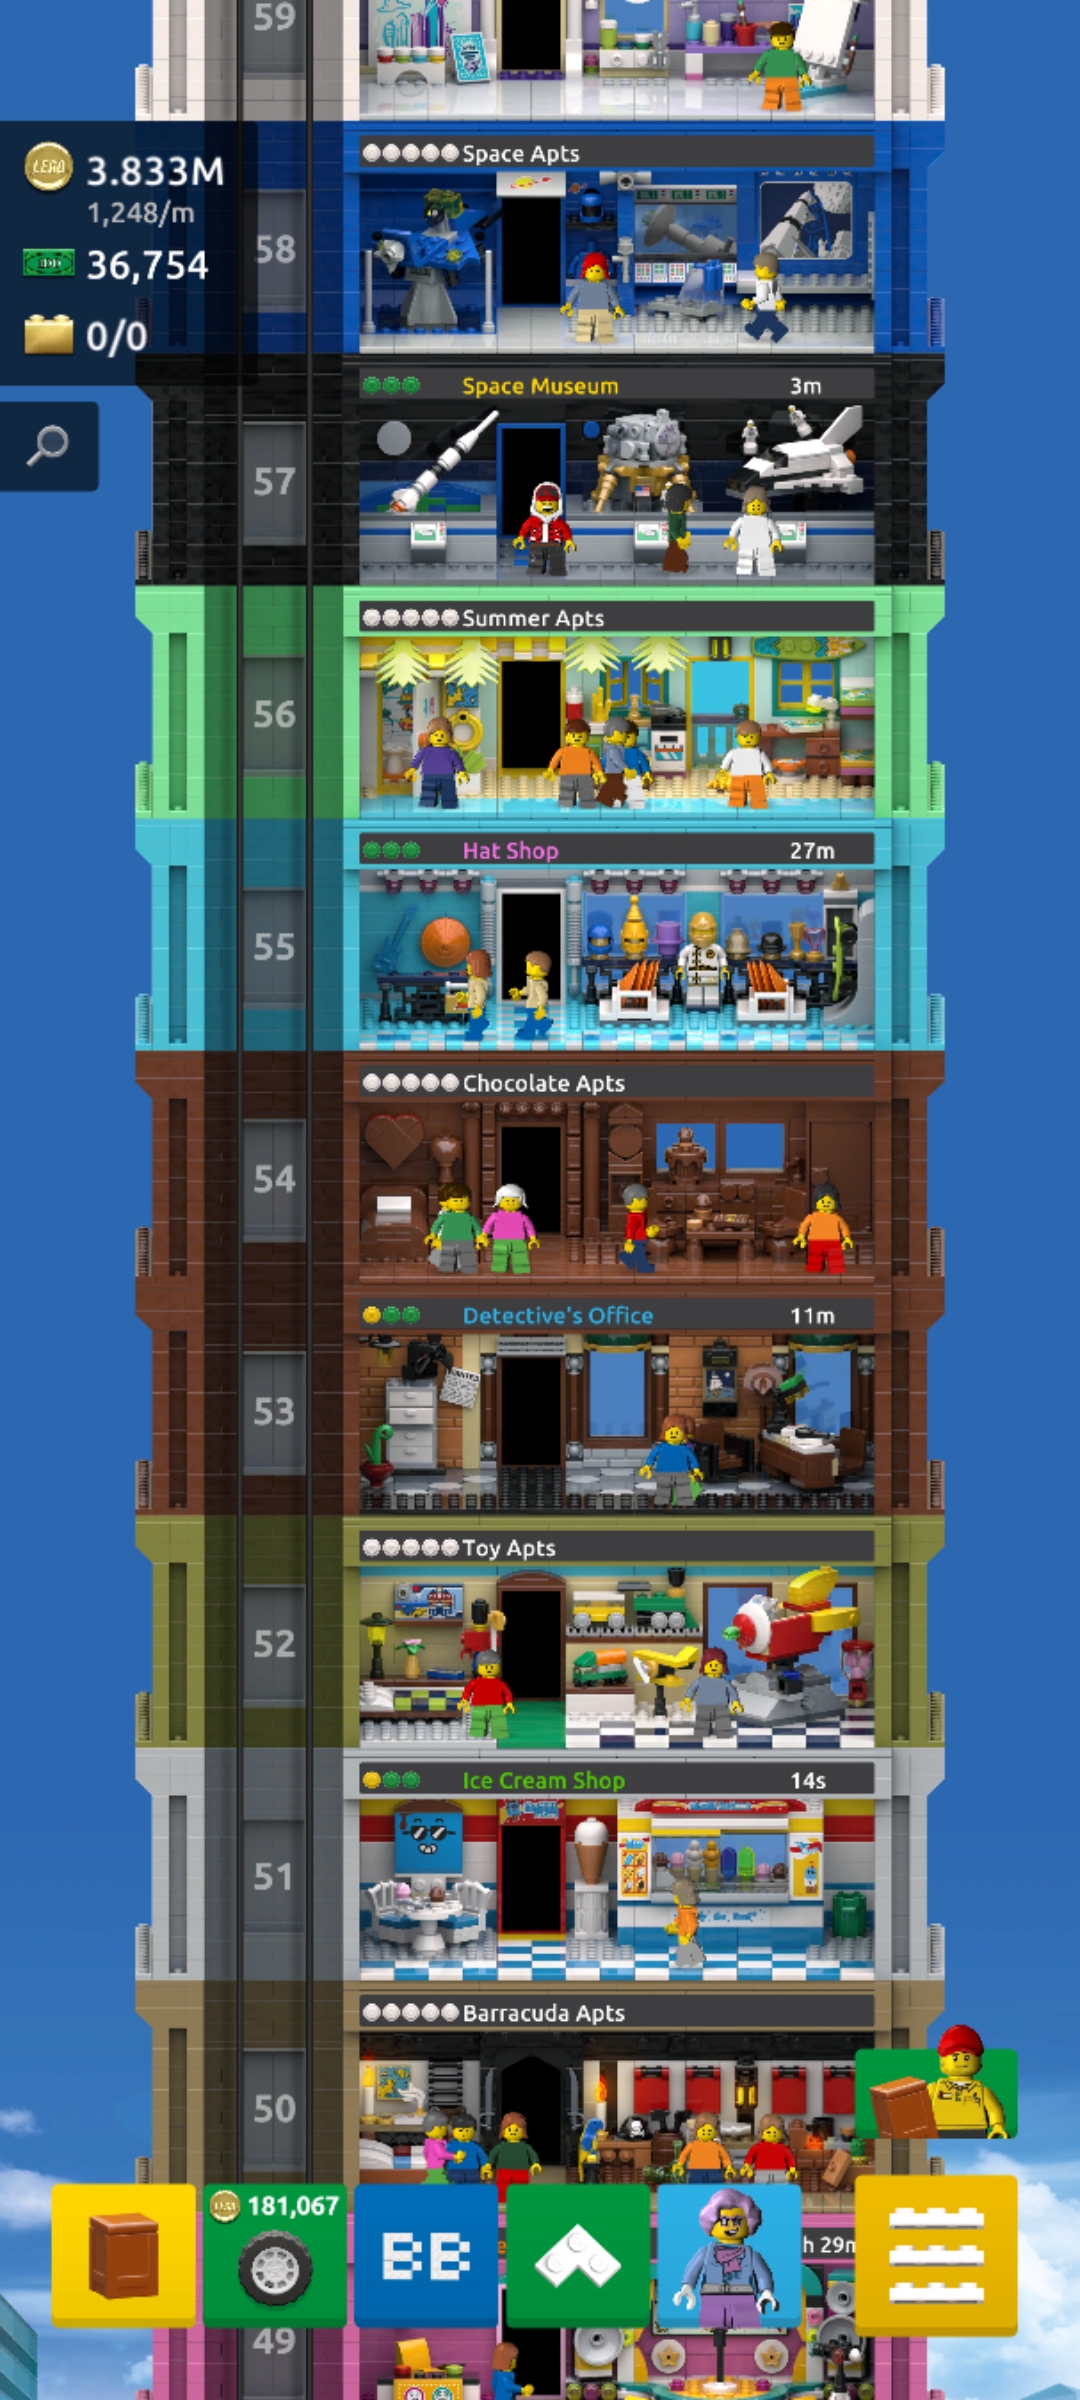 59
LEGO 3.833M
1,248/m
36,754
0/0
Space Apts
58
Space Museum 3m
57
Summer Apts
56
Hat Shop 27m
55
Chocolate Apts
54
Detective's Office 11m
WANTED
53
Toy Apts
52
Ice Cream Shop 14s
51
Barracuda Apts
50
181,067
BB
h 29m
49